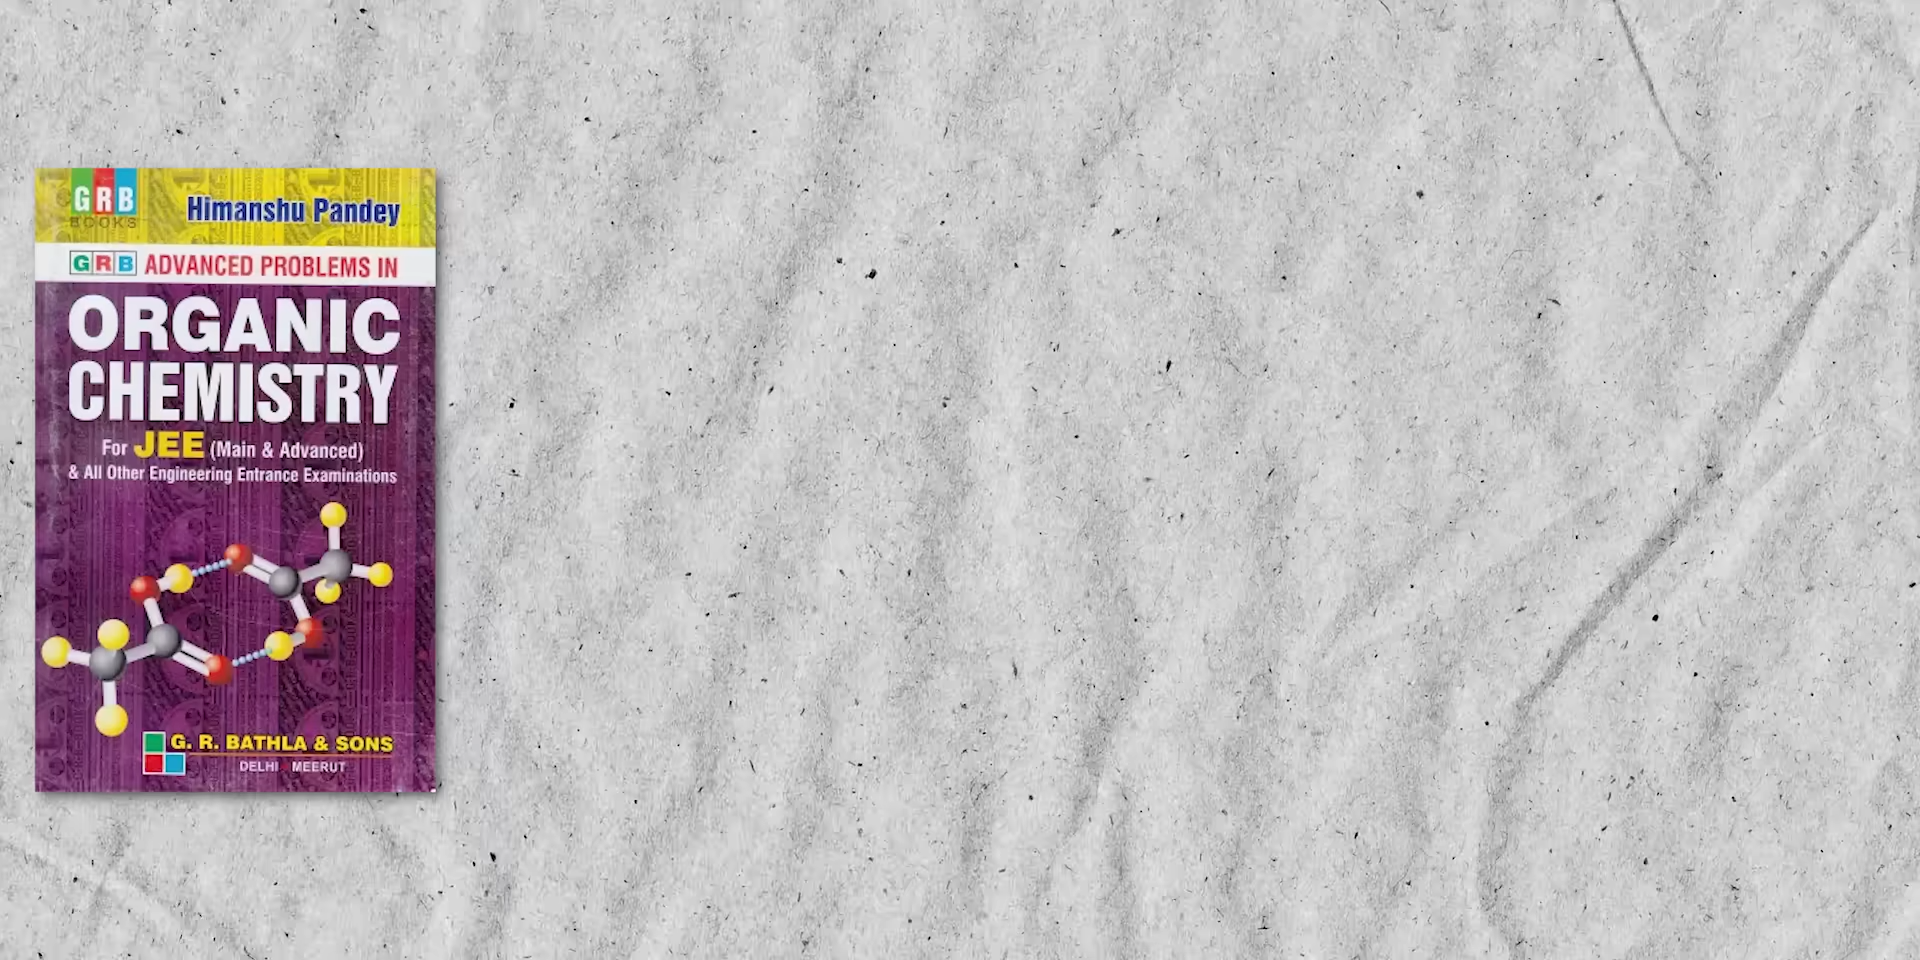 GRB
BOOKS
Himanshu Pandey
GRB ADVANCED PROBLEMS IN
ORGANIC
CHEMISTRY
For JEE (Main & Advanced)
& All Other Engineering Entrance Examinations
G. R. BATHLA & SONS
DELHI MEERUT